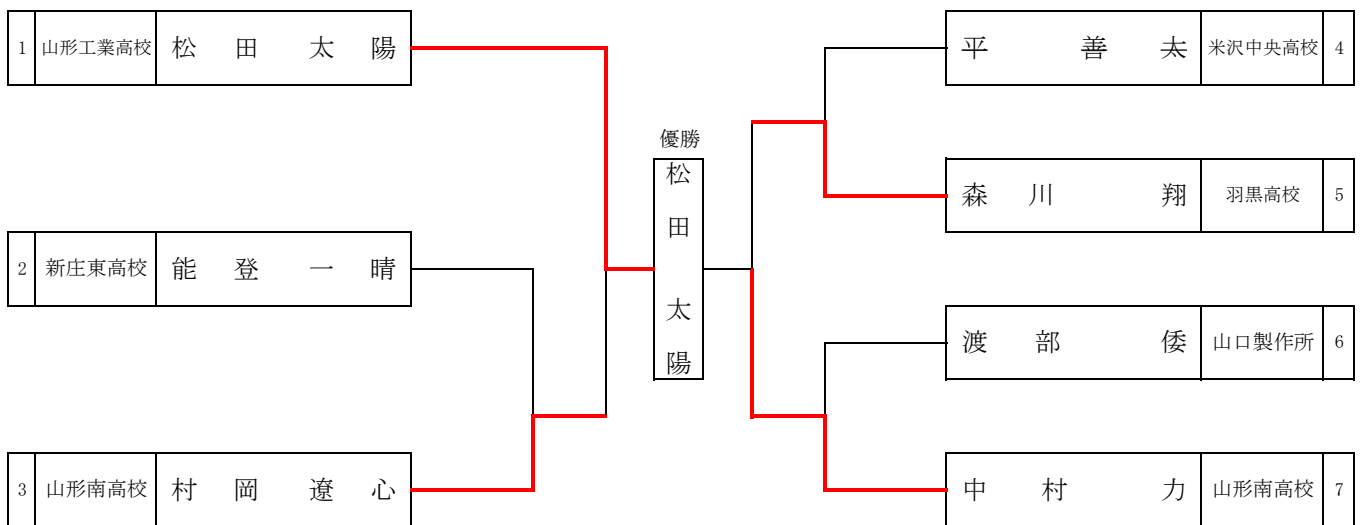 1 山形工業高校 松田太陽
2 新庄東高校 能登一晴
3 山形南高校 村岡遼心
優勝
松田太陽
平善太 米沢中央高校 4
森川翔 羽黒高校 5
渡部倭 山口製作所 6
中村力 山形南高校 7